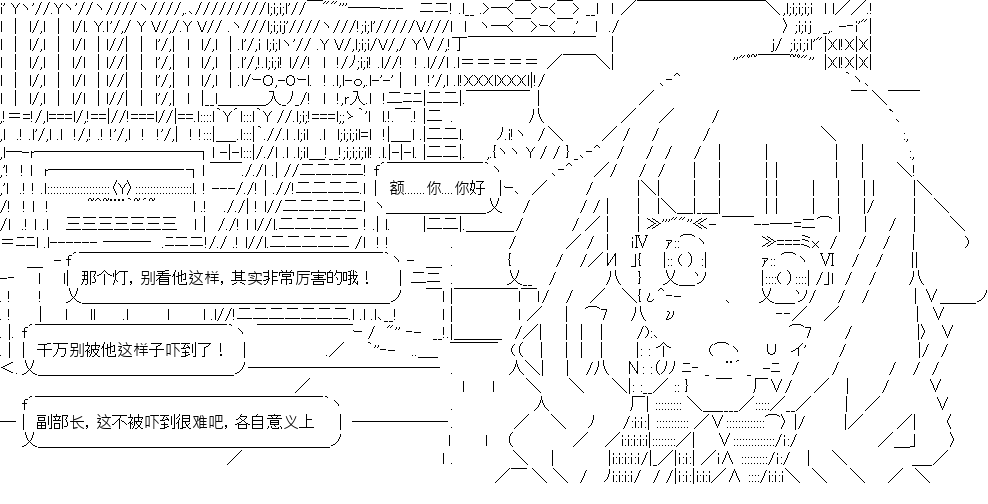 额……你…你好
那个灯，别看他这样，其实非常厉害的哦！
千万别被他这样子吓到了！
副部长，这不被吓到很难吧，各自意义上